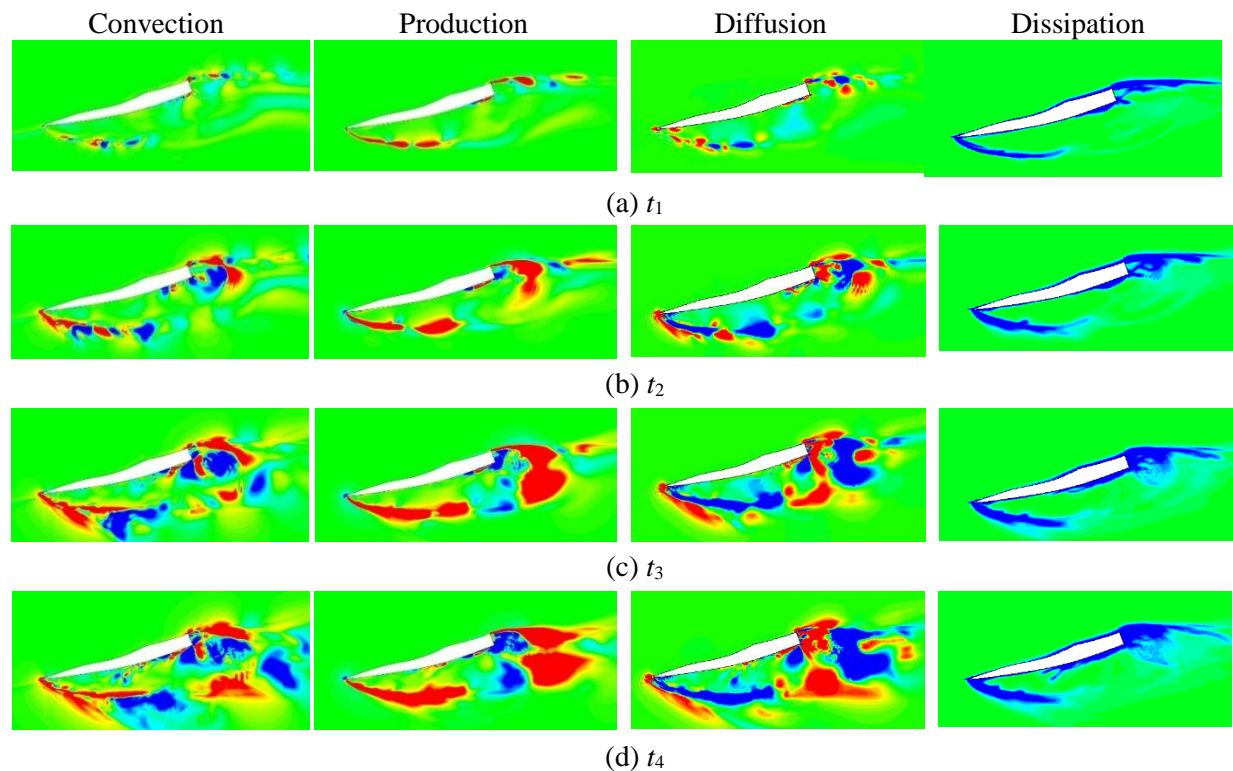 Convection Production Diffusion Dissipation
(a) t₁
(b) t₂
(c) t₃
(d) t₄